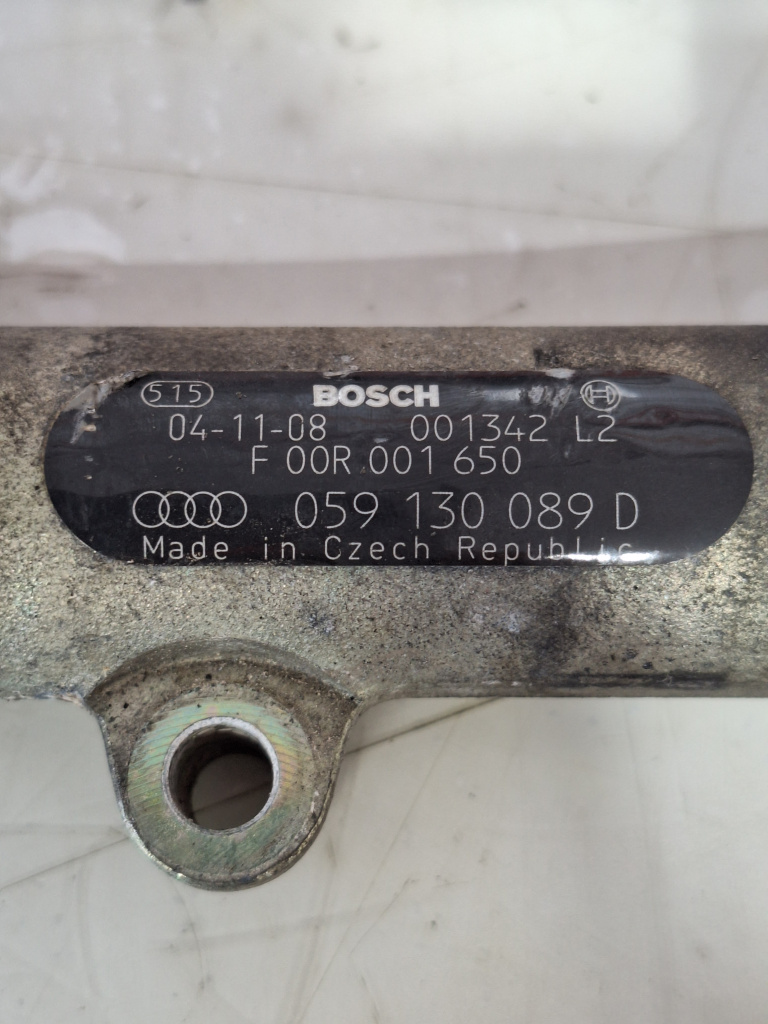 515 BOSCH
04-11-08 001342 L2
F 00R 001 650
059 130 089 D
Made in Czech Republic